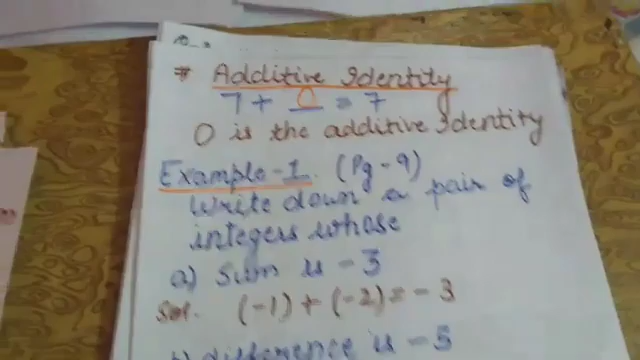 * Additive Identity
7 + 0 = 7
0 is the additive Identity
Example-1. (Pg-9)
Write down a pair of
integers whose
a) Sum is -3
Sol. (-1) + (-2) = -3
b) difference is -5